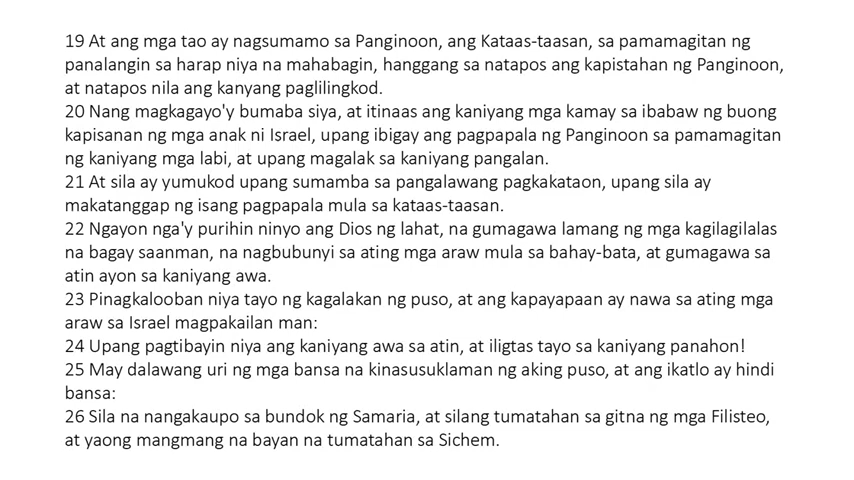 19 At ang mga tao ay nagsumamo sa Panginoon, ang Kataas-taasan, sa pamamagitan ng
panalangin sa harap niya na mahabagin, hanggang sa natapos ang kapistahan ng Panginoon,
at natapos nila ang kanyang paglilingkod.
20 Nang magkagayo'y bumaba siya, at itinaas ang kaniyang mga kamay sa ibabaw ng buong
kapisanan ng mga anak ni Israel, upang ibigay ang pagpapala ng Panginoon sa pamamagitan
ng kaniyang mga labi, at upang magalak sa kaniyang pangalan.
21 At sila ay yumukod upang sumamba sa pangalawang pagkakataon, upang sila ay
makatanggap ng isang pagpapala mula sa kataas-taasan.
22 Ngayon nga'y purihin ninyo ang Dios ng lahat, na gumagawa lamang ng mga kagilagilalas
na bagay saanman, na nagbubunyi sa ating mga araw mula sa bahay-bata, at gumagawa sa
atin ayon sa kaniyang awa.
23 Pinagkalooban niya tayo ng kagalakan ng puso, at ang kapayapaan ay nawa sa ating mga
araw sa Israel magpakailan man:
24 Upang pagtibayin niya ang kaniyang awa sa atin, at iligtas tayo sa kaniyang panahon!
25 May dalawang uri ng mga bansa na kinasusuklaman ng aking puso, at ang ikatlo ay hindi
bansa:
26 Sila na nangakaupo sa bundok ng Samaria, at silang tumatahan sa gitna ng mga Filisteo,
at yaong mangmang na bayan na tumatahan sa Sichem.